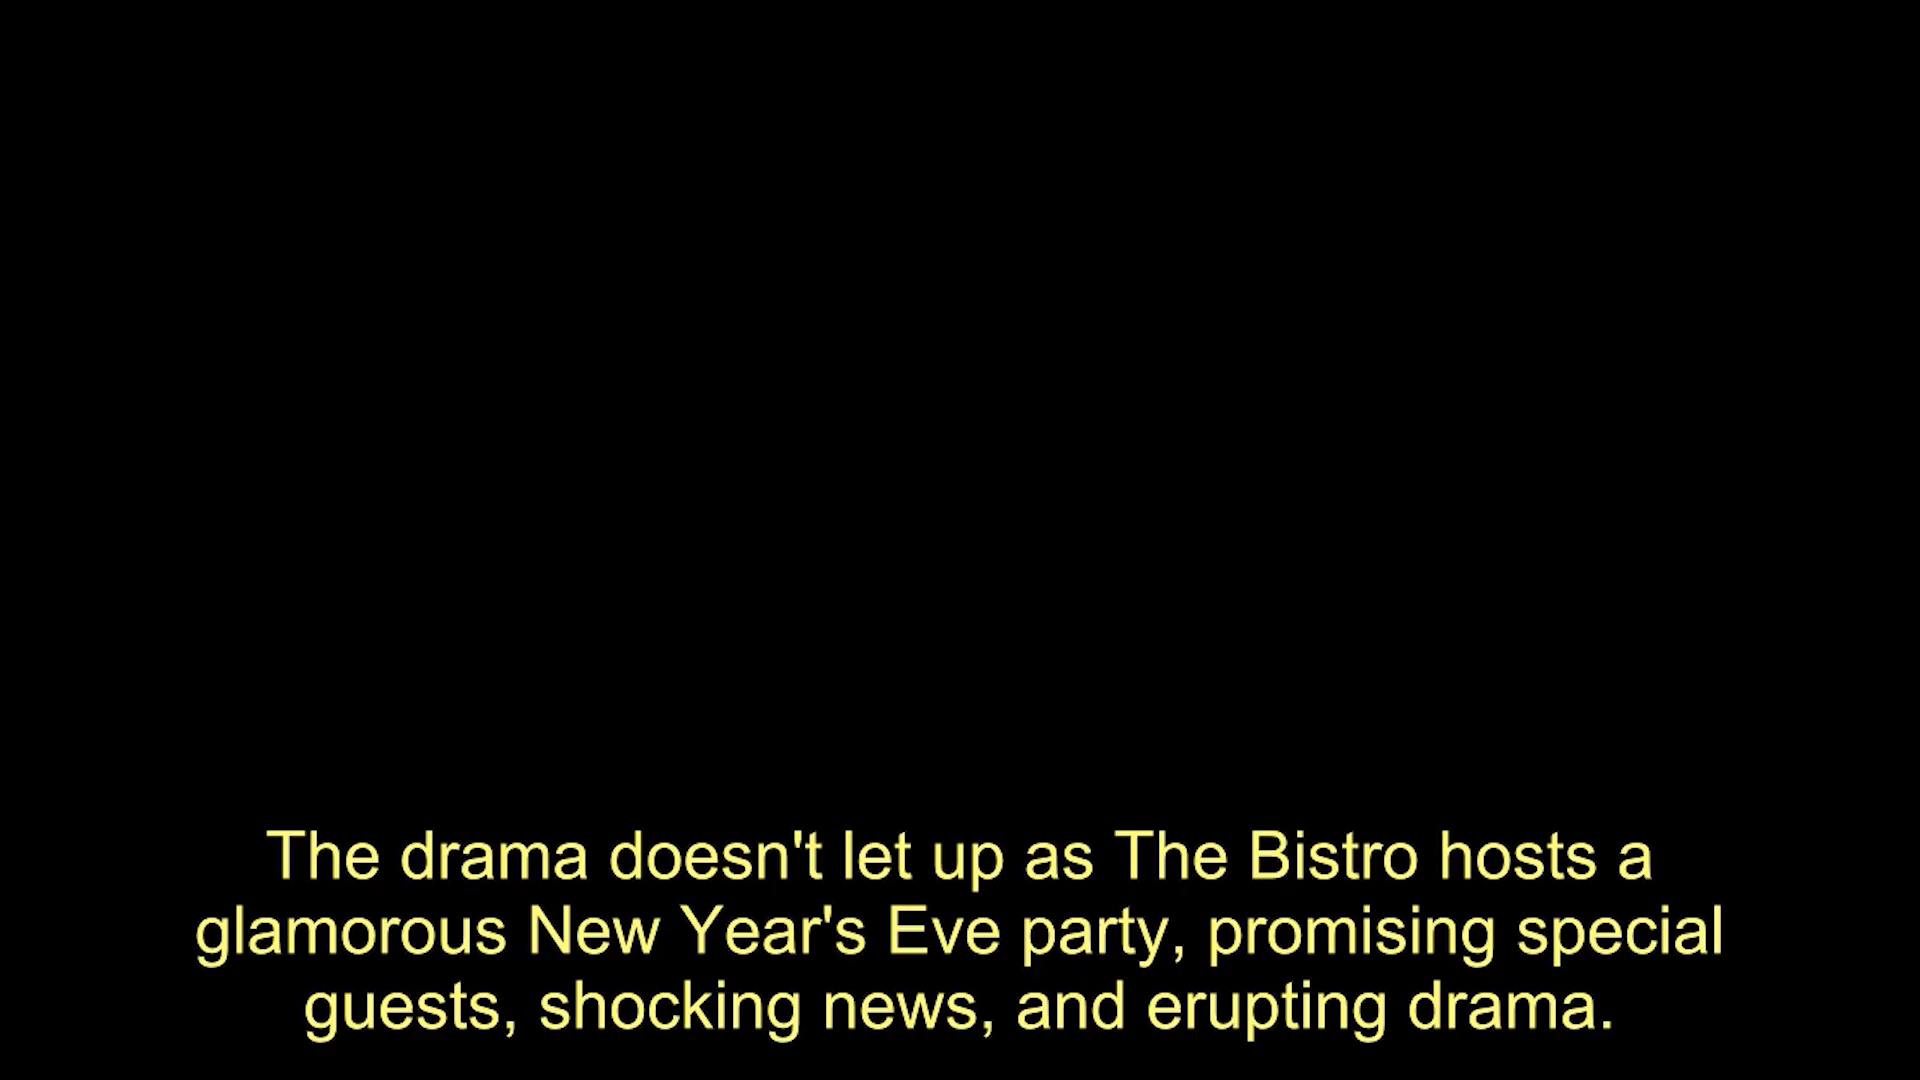 The drama doesn't let up as The Bistro hosts a
glamorous New Year's Eve party, promising special
guests, shocking news, and erupting drama.